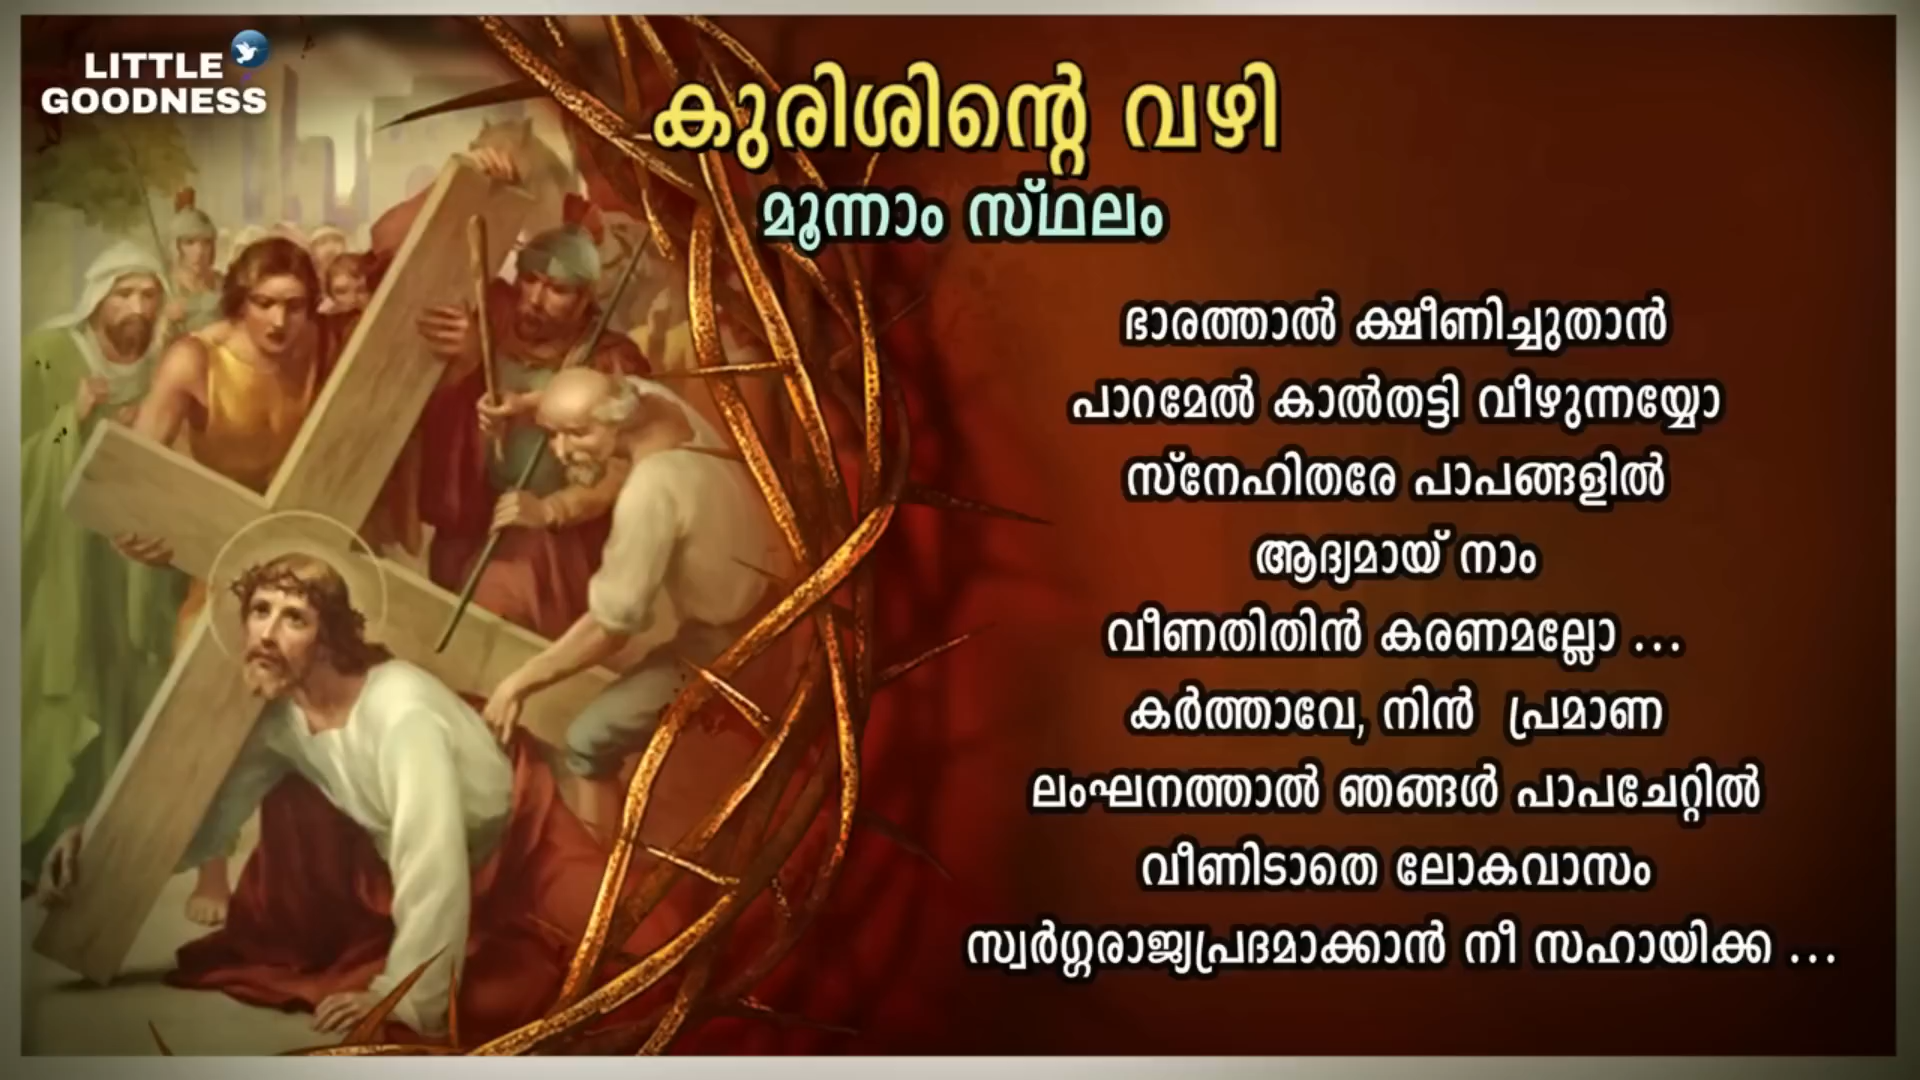 LITTLE
GOODNESS
കുരിശിന്റെ വഴി
മൂന്നാം സ്ഥലം
ഭാരത്താൽ ക്ഷീണിച്ചുതാൻ
പാറമേൽ കാൽതട്ടി വീഴുന്നയ്യോ
സ്നേഹിതരേ പാപങ്ങളിൽ
ആദ്യമായ് നാം
വീണതിതിൻ കരണമല്ലോ ...
കർത്താവേ, നിൻ പ്രമാണ
ലംഘനത്താൽ ഞങ്ങൾ പാപചേറ്റിൽ
വീണിടാതെ ലോകവാസം
സ്വർഗ്ഗരാജ്യപ്രദമാക്കാൻ നീ സഹായിക്ക ...